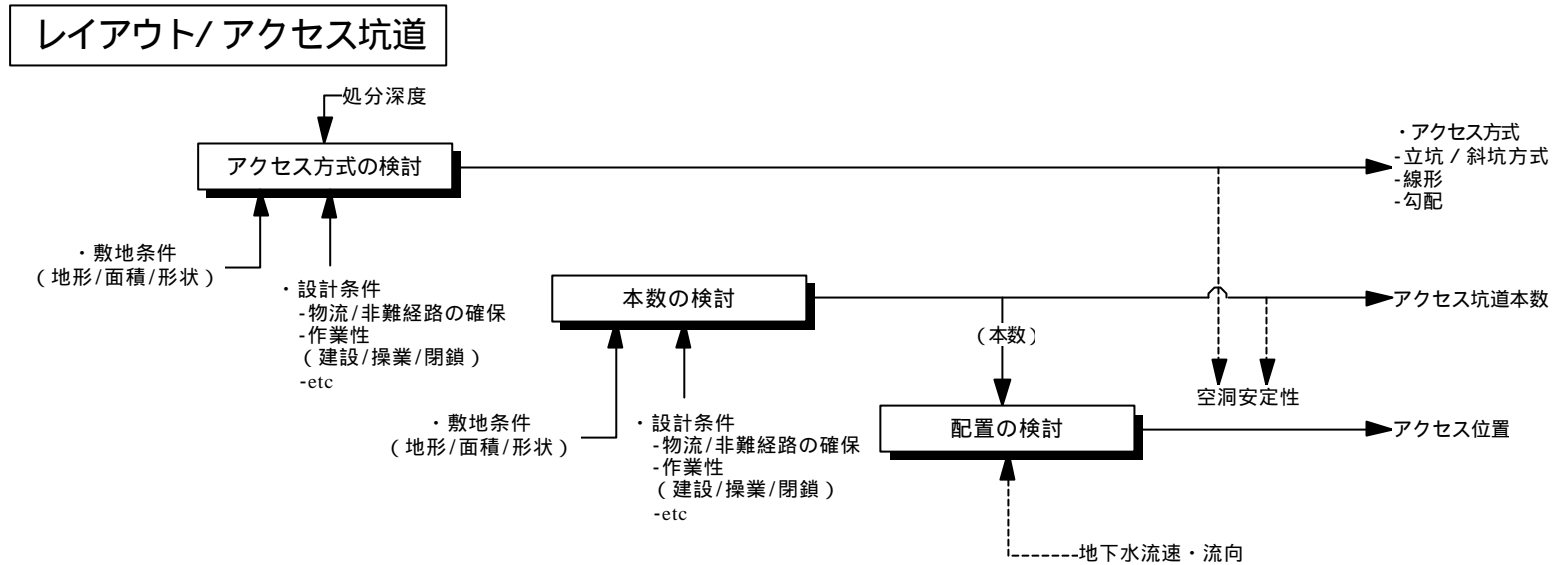 レイアウト/アクセス坑道
処分深度
アクセス方式の検討
・アクセス方式
-立坑/斜坑方式
-線形
-勾配
・敷地条件
(地形/面積/形状)
・設計条件
-物流/非難経路の確保
-作業性
(建設/操業/閉鎖)
-etc
本数の検討
アクセス坑道本数
(本数)
・敷地条件
(地形/面積/形状)
・設計条件
-物流/非難経路の確保
-作業性
(建設/操業/閉鎖)
-etc
空洞安定性
配置の検討
アクセス位置
地下水流速・流向